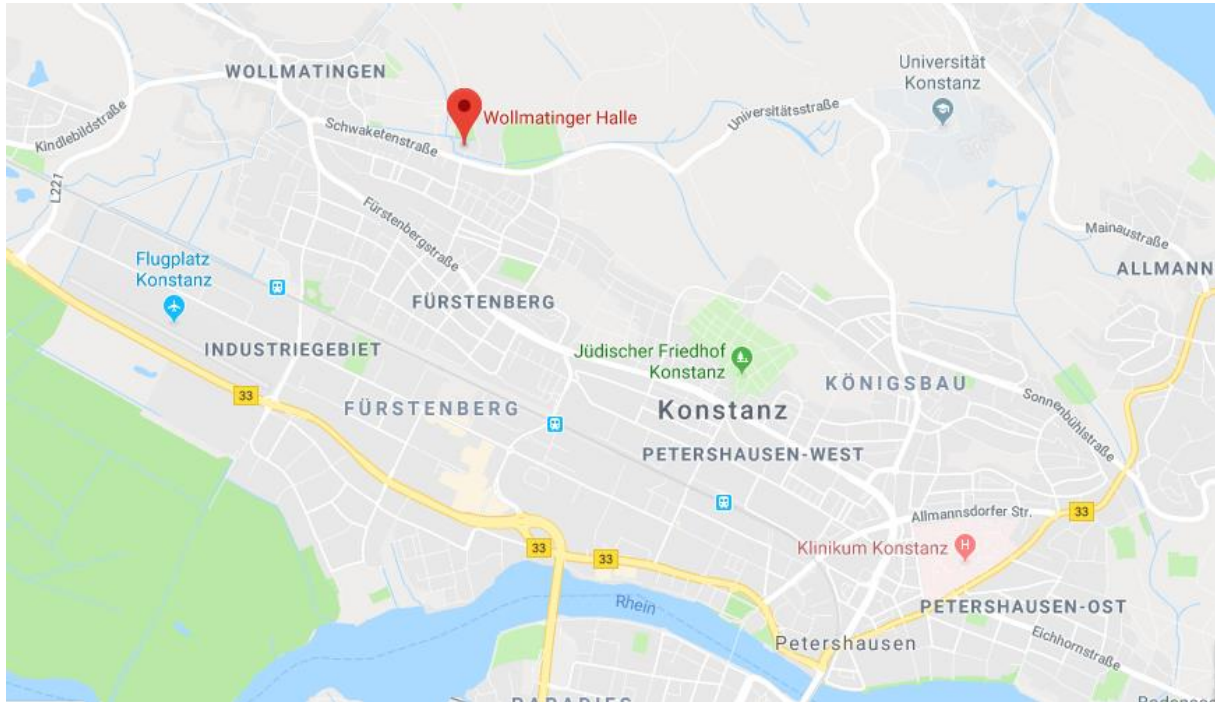 Universität
Konstanz
WOLLMATINGEN
Wollmatinger Halle
Universitätsstraße
Kindlebildstraße
Schwaketenstraße
L221
Fürstenbergstraße
Mainaustraße
Flugplatz
Konstanz
ALLMANN
FÜRSTENBERG
INDUSTRIEGEBIET
Jüdischer Friedhof
Konstanz
KÖNIGSBAU
33
FÜRSTENBERG
Konstanz
Sonnenbühlstraße
PETERSHAUSEN-WEST
Allmannsdorfer Str.
33
Klinikum Konstanz
H
33
33
Rhein
PETERSHAUSEN-OST
Petershausen
Eichhornstraße
PARADIES